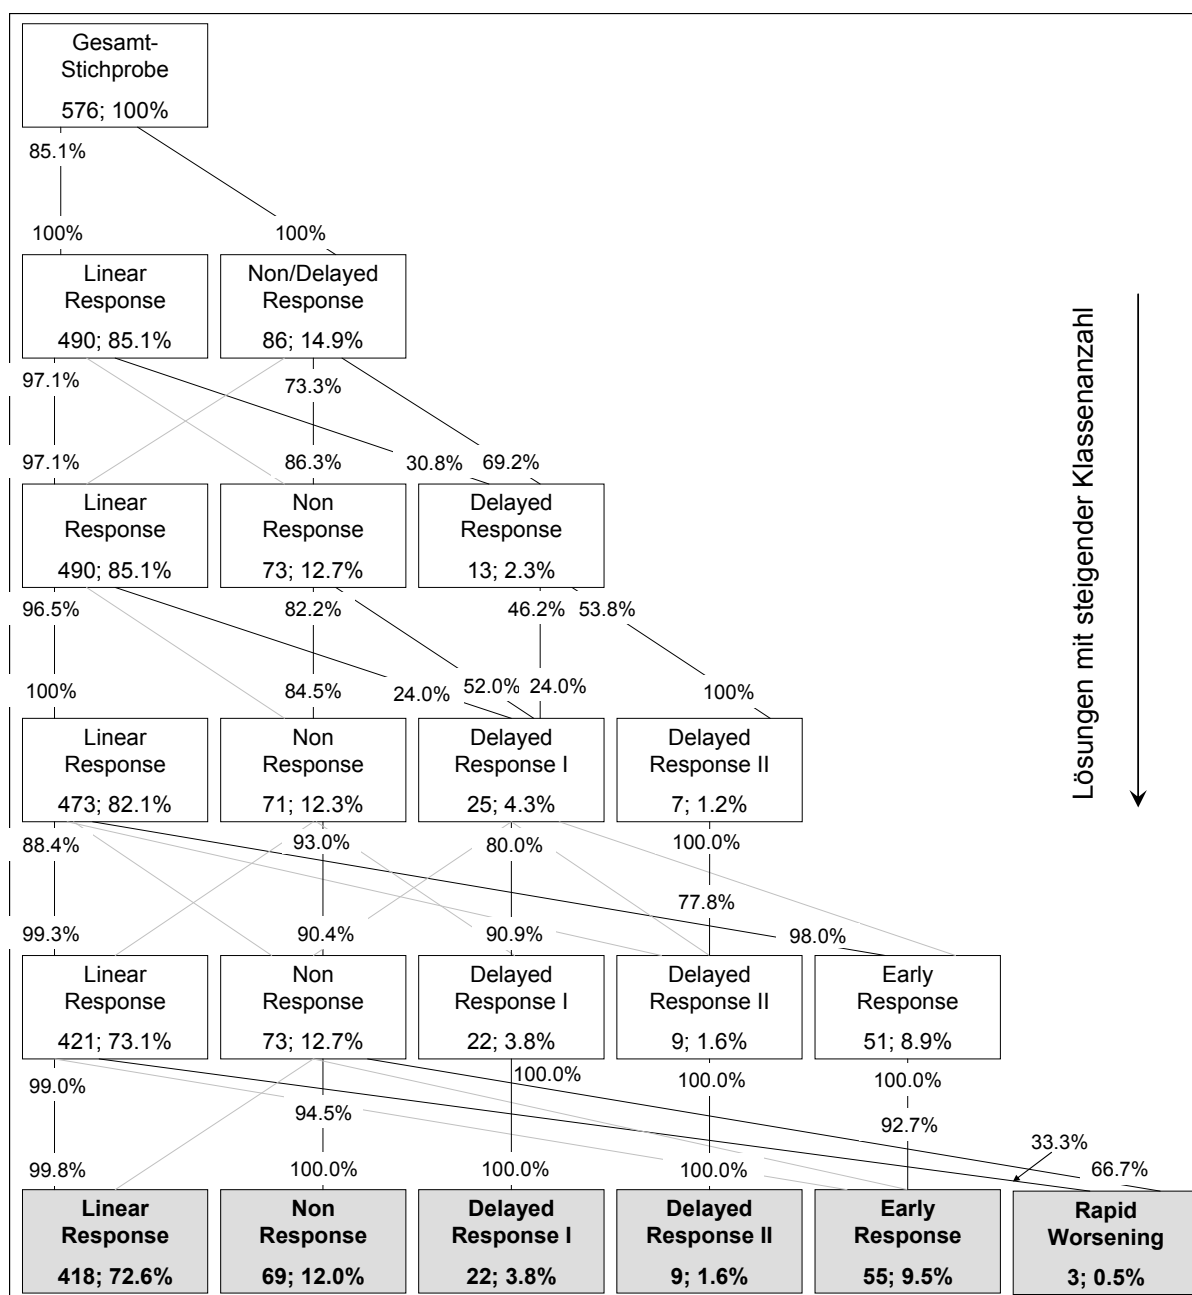 Gesamt-
Stichprobe
576; 100%
85.1%
100%
100%
Linear
Response
490; 85.1%
Non/Delayed
Response
86; 14.9%
97.1%
73.3%
97.1%
86.3%
30.8%
69.2%
Linear
Response
490; 85.1%
Non
Response
73; 12.7%
Delayed
Response
13; 2.3%
96.5%
82.2%
46.2%
53.8%
100%
84.5%
24.0%
52.0%
24.0%
100%
Linear
Response
473; 82.1%
Non
Response
71; 12.3%
Delayed
Response I
25; 4.3%
Delayed
Response II
7; 1.2%
88.4%
93.0%
80.0%
100.0%
77.8%
99.3%
90.4%
90.9%
98.0%
Linear
Response
421; 73.1%
Non
Response
73; 12.7%
Delayed
Response I
22; 3.8%
Delayed
Response II
9; 1.6%
Early
Response
51; 8.9%
99.0%
94.5%
100.0%
100.0%
100.0%
92.7%
33.3%
99.8%
100.0%
100.0%
100.0%
66.7%
Linear
Response
418; 72.6%
Non
Response
69; 12.0%
Delayed
Response I
22; 3.8%
Delayed
Response II
9; 1.6%
Early
Response
55; 9.5%
Rapid
Worsening
3; 0.5%
Lösungen mit steigender Klassenanzahl